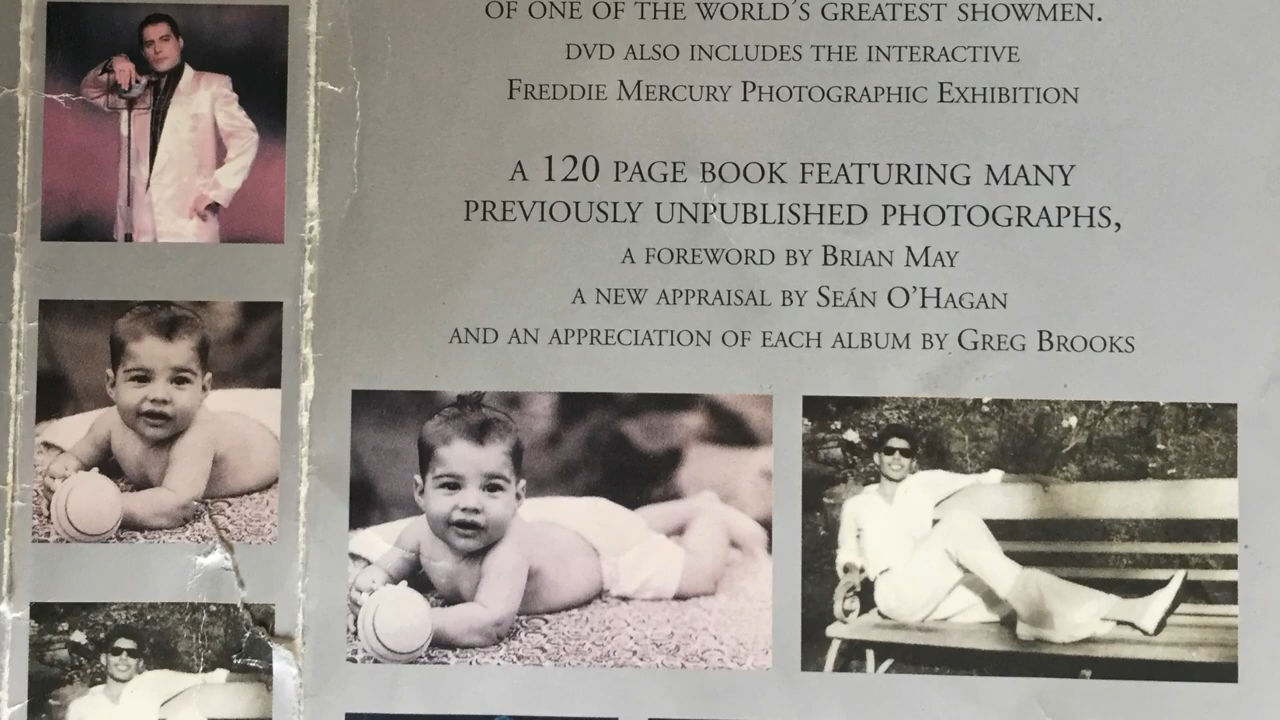 OF ONE OF THE WORLD'S GREATEST SHOWMEN.
DVD ALSO INCLUDES THE INTERACTIVE
FREDDIE MERCURY PHOTOGRAPHIC EXHIBITION
A 120 PAGE BOOK FEATURING MANY
PREVIOUSLY UNPUBLISHED PHOTOGRAPHS,
A FOREWORD BY BRIAN MAY
A NEW APPRAISAL BY SEÁN O'HAGAN
AND AN APPRECIATION OF EACH ALBUM BY GREG BROOKS